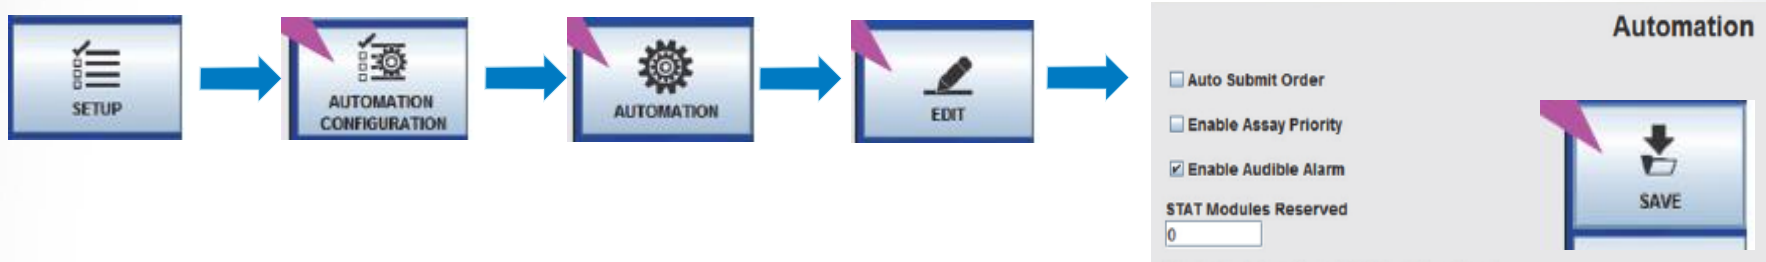 SETUP
AUTOMATION
CONFIGURATION
AUTOMATION
EDIT
Automation
Auto Submit Order
Enable Assay Priority
Enable Audible Alarm
STAT Modules Reserved
0
SAVE